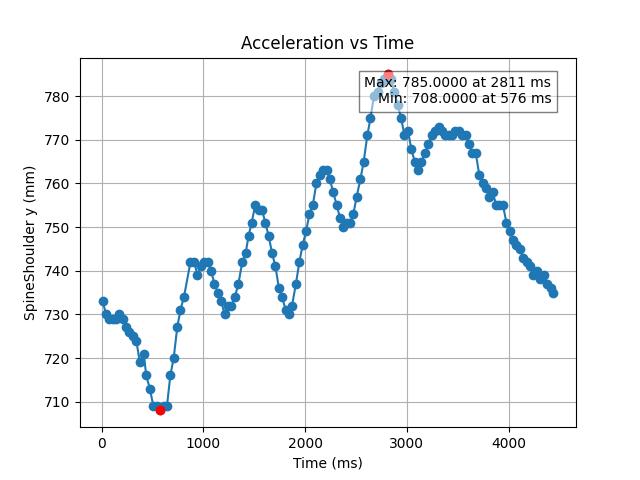 Acceleration vs Time
Max: 785.0000 at 2811 ms
Min: 708.0000 at 576 ms
SpineShoulder y (mm)
780
770
760
750
740
730
720
710
0 1000 2000 3000 4000
Time (ms)